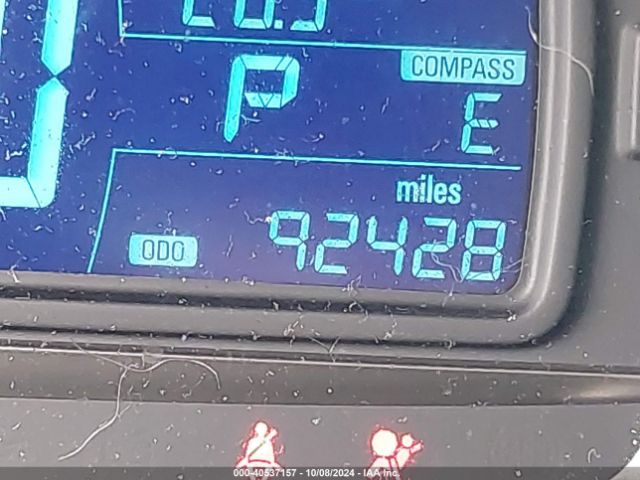 P
COMPASS
E
miles
ODO
92428
000-40537157 - 10/08/2024 - IAA Inc.